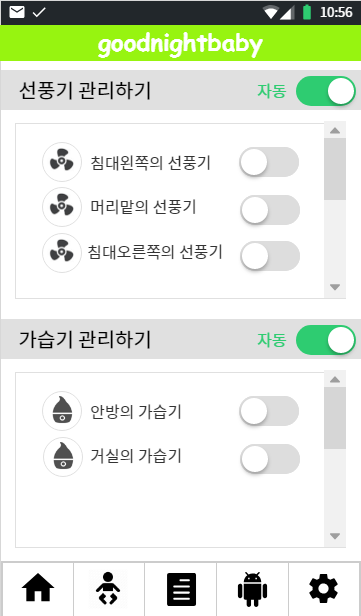 10:56
goodnightbaby
선풍기 관리하기 자동
침대왼쪽의 선풍기
머리맡의 선풍기
침대오른쪽의 선풍기
가습기 관리하기 자동
안방의 가습기
거실의 가습기